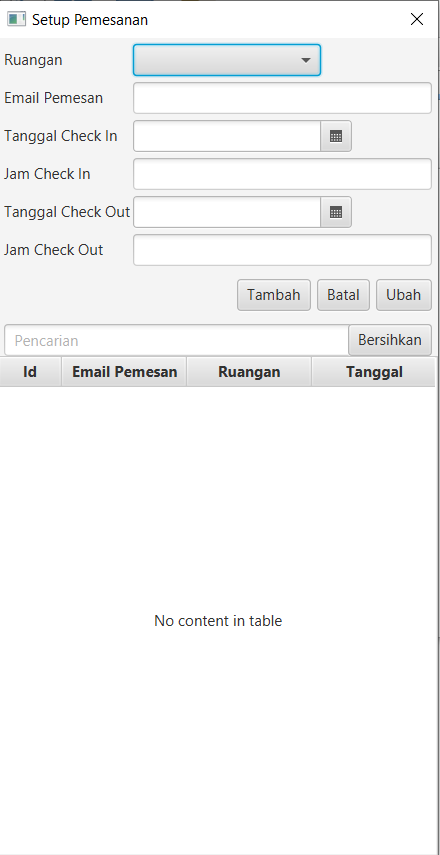 Setup Pemesanan
Ruangan
Email Pemesan
Tanggal Check In
Jam Check In
Tanggal Check Out
Jam Check Out
Tambah Batal Ubah
Pencarian Bersihkan
Id Email Pemesan Ruangan Tanggal
No content in table